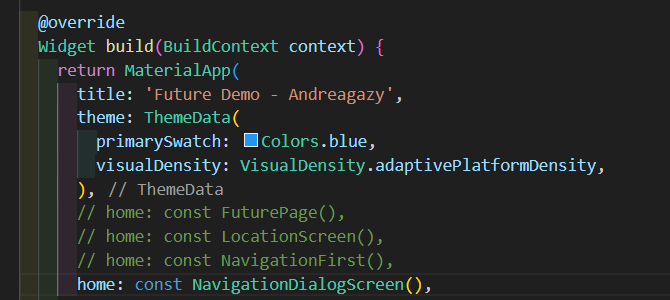 @override
Widget build(BuildContext context) {
return MaterialApp(
title: 'Future Demo - Andreagazy',
theme: ThemeData(
primarySwatch: Colors.blue,
visualDensity: VisualDensity.adaptivePlatformDensity,
), // ThemeData
// home: const FuturePage(),
// home: const LocationScreen(),
// home: const NavigationFirst(),
home: const NavigationDialogScreen(),